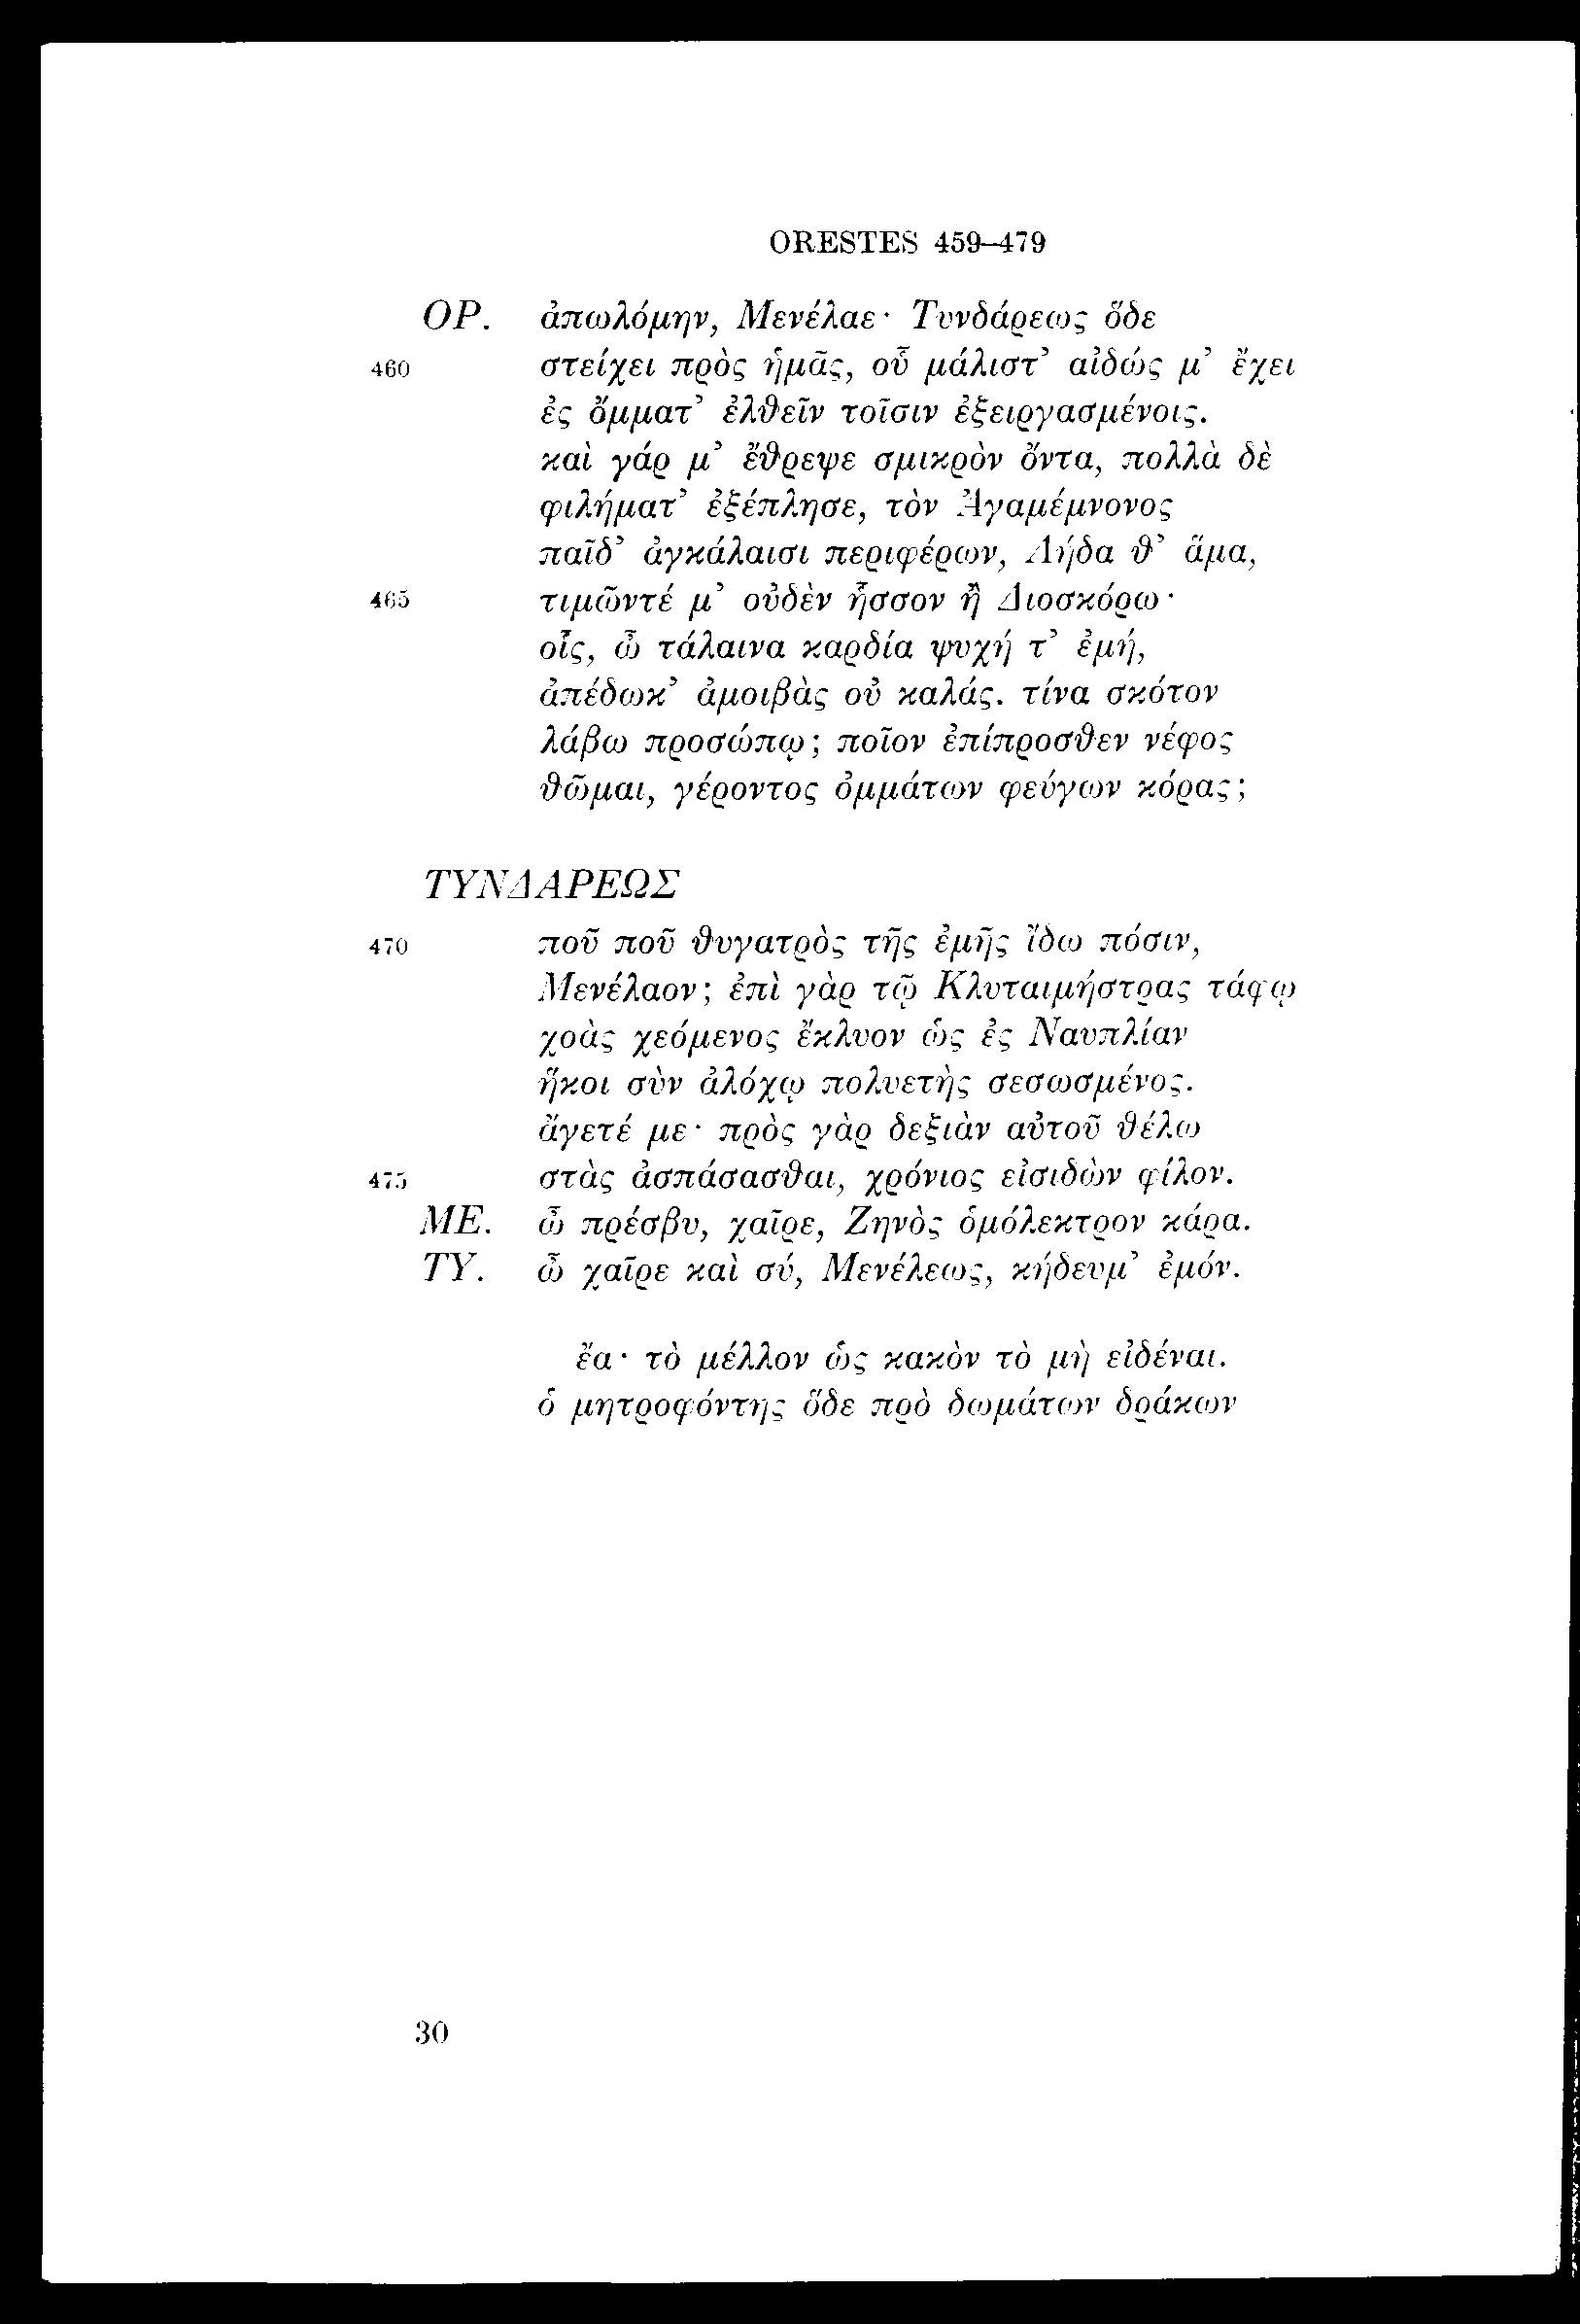 ORESTES 459–479
ΟΡ. ἀπωλόμην, Μενέλαε· Τυνδάρεως ὅδε
460 στείχει πρὸς ἡμᾶς, οὗ μάλιστ’ αἰδώς μ’ ἔχει
ἐς ὄμματ’ ἐλθεῖν τοῖσιν ἐξειργασμένοις.
καὶ γάρ μ’ ἔθρεψε σμικρὸν ὄντα, πολλὰ δὲ
φιλήματ’ ἐξέπλησε, τὸν Ἀγαμέμνονος
παῖδ’ ἀγκάλαισι περιφέρων, Λήδα θ’ ἅμα,
465 τιμῶντέ μ’ οὐδὲν ἧσσον ἢ Διοσκόρω·
οἷς, ὦ τάλαινα καρδία ψυχή τ’ ἐμή,
ἀπέδωκ’ ἀμοιβὰς οὐ καλάς. τίνα σκότον
λάβω προσώπῳ; ποῖον ἐπίπροσθεν νέφος
θῶμαι, γέροντος ὀμμάτων φεύγων κόρας;
ΤΥΝΔΑΡΕΩΣ
470 ποῦ ποῦ θυγατρὸς τῆς ἐμῆς ἴδω πόσιν,
Μενέλαον; ἐπὶ γὰρ τῷ Κλυταιμήστρας τάφῳ
χοὰς χεόμενος ἔκλυον ὡς ἐς Ναυπλίαν
ἥκοι σὺν ἀλόχῳ πολυετὴς σεσωσμένος.
ἄγετέ με· πρὸς γὰρ δεξιὰν αὐτοῦ θέλω
475 στὰς ἀσπάσασθαι, χρόνιος εἰσιδὼν φίλον.
ΜΕ. ὦ πρέσβυ, χαῖρε, Ζηνὸς ὁμόλεκτρον κάρα.
ΤΥ. ὦ χαῖρε καὶ σύ, Μενέλεως, κήδευμ’ ἐμόν.
ἔα· τὸ μέλλον ὡς κακὸν τὸ μὴ εἰδέναι.
ὁ μητροφόντης ὅδε πρὸ δωμάτων δράκων
30